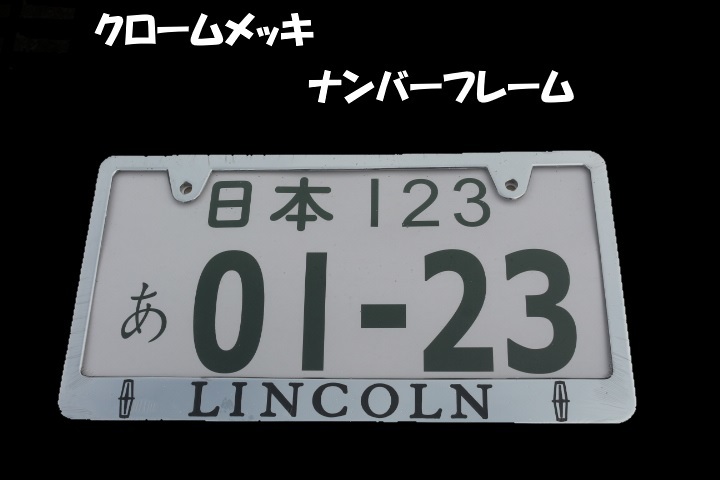 クロームメッキ
ナンバーフレーム
日本 123
あ 01-23
LINCOLN